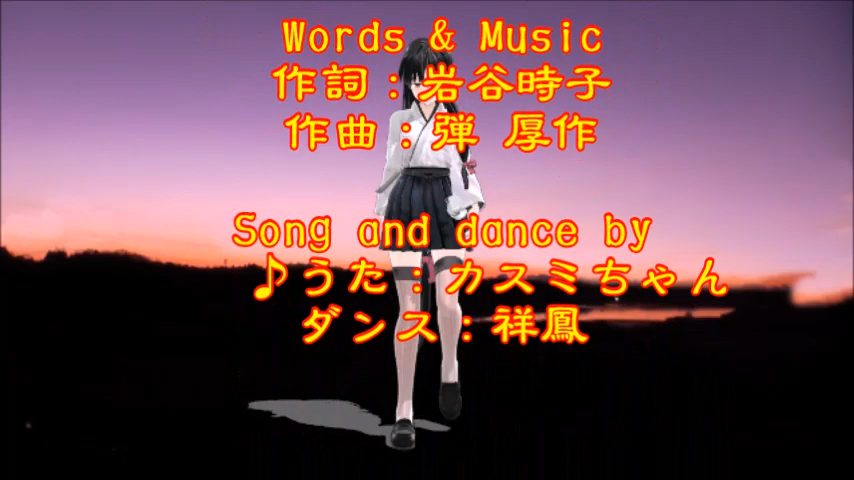 Words & Music
作詞：岩谷時子
作曲：弾 厚作
Song and dance by
♪うた：カスミちゃん
ダンス：祥鳳